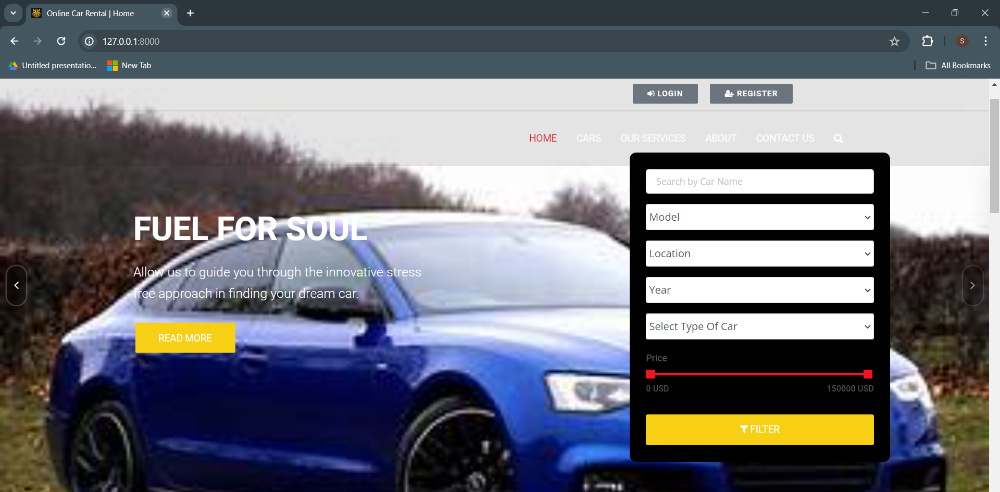 Online Car Rental | Home
127.0.0.1:8000
S
Untitled presentatio...
New Tab
All Bookmarks
LOGIN
REGISTER
HOME
CARS
OUR SERVICES
ABOUT
CONTACT US
FUEL FOR SOUL
Allow us to guide you through the innovative stress
free approach in finding your dream car.
READ MORE
Search by Car Name
Model
Location
Year
Select Type Of Car
Price
0 USD
150000 USD
FILTER